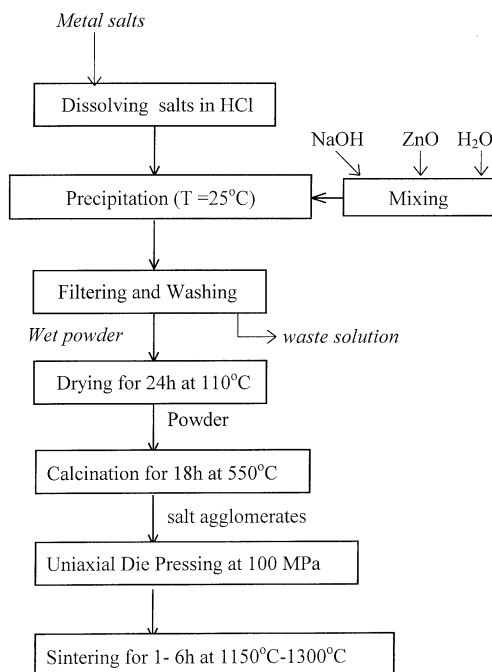 Metal salts
Dissolving salts in HCl
NaOH ZnO H₂O
Precipitation (T =25°C)
Mixing
Filtering and Washing
Wet powder
waste solution
Drying for 24h at 110°C
Powder
Calcination for 18h at 550°C
salt agglomerates
Uniaxial Die Pressing at 100 MPa
Sintering for 1- 6h at 1150°C-1300°C